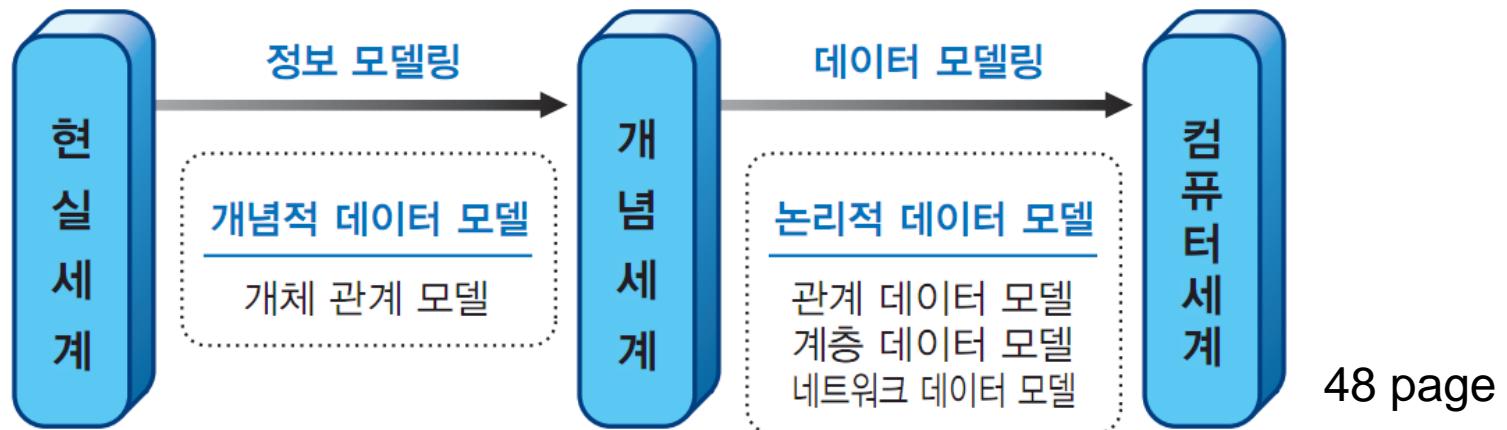 현실세계
정보 모델링
개념적 데이터 모델
개체 관계 모델
개념세계
데이터 모델링
논리적 데이터 모델
관계 데이터 모델
계층 데이터 모델
네트워크 데이터 모델
컴퓨터세계
48 page